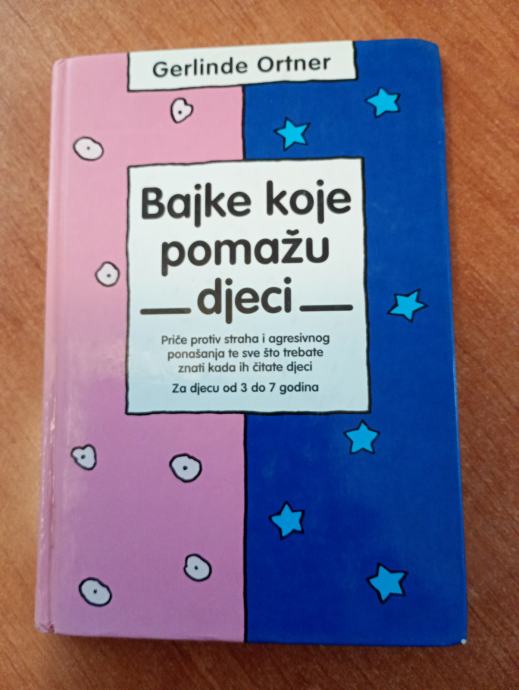 Gerlinde Ortner
Bajke koje
pomažu
djeci
Priče protiv straha i agresivnog
ponašanja te sve što trebate
znati kada ih čitate djeci
Za djecu od 3 do 7 godina